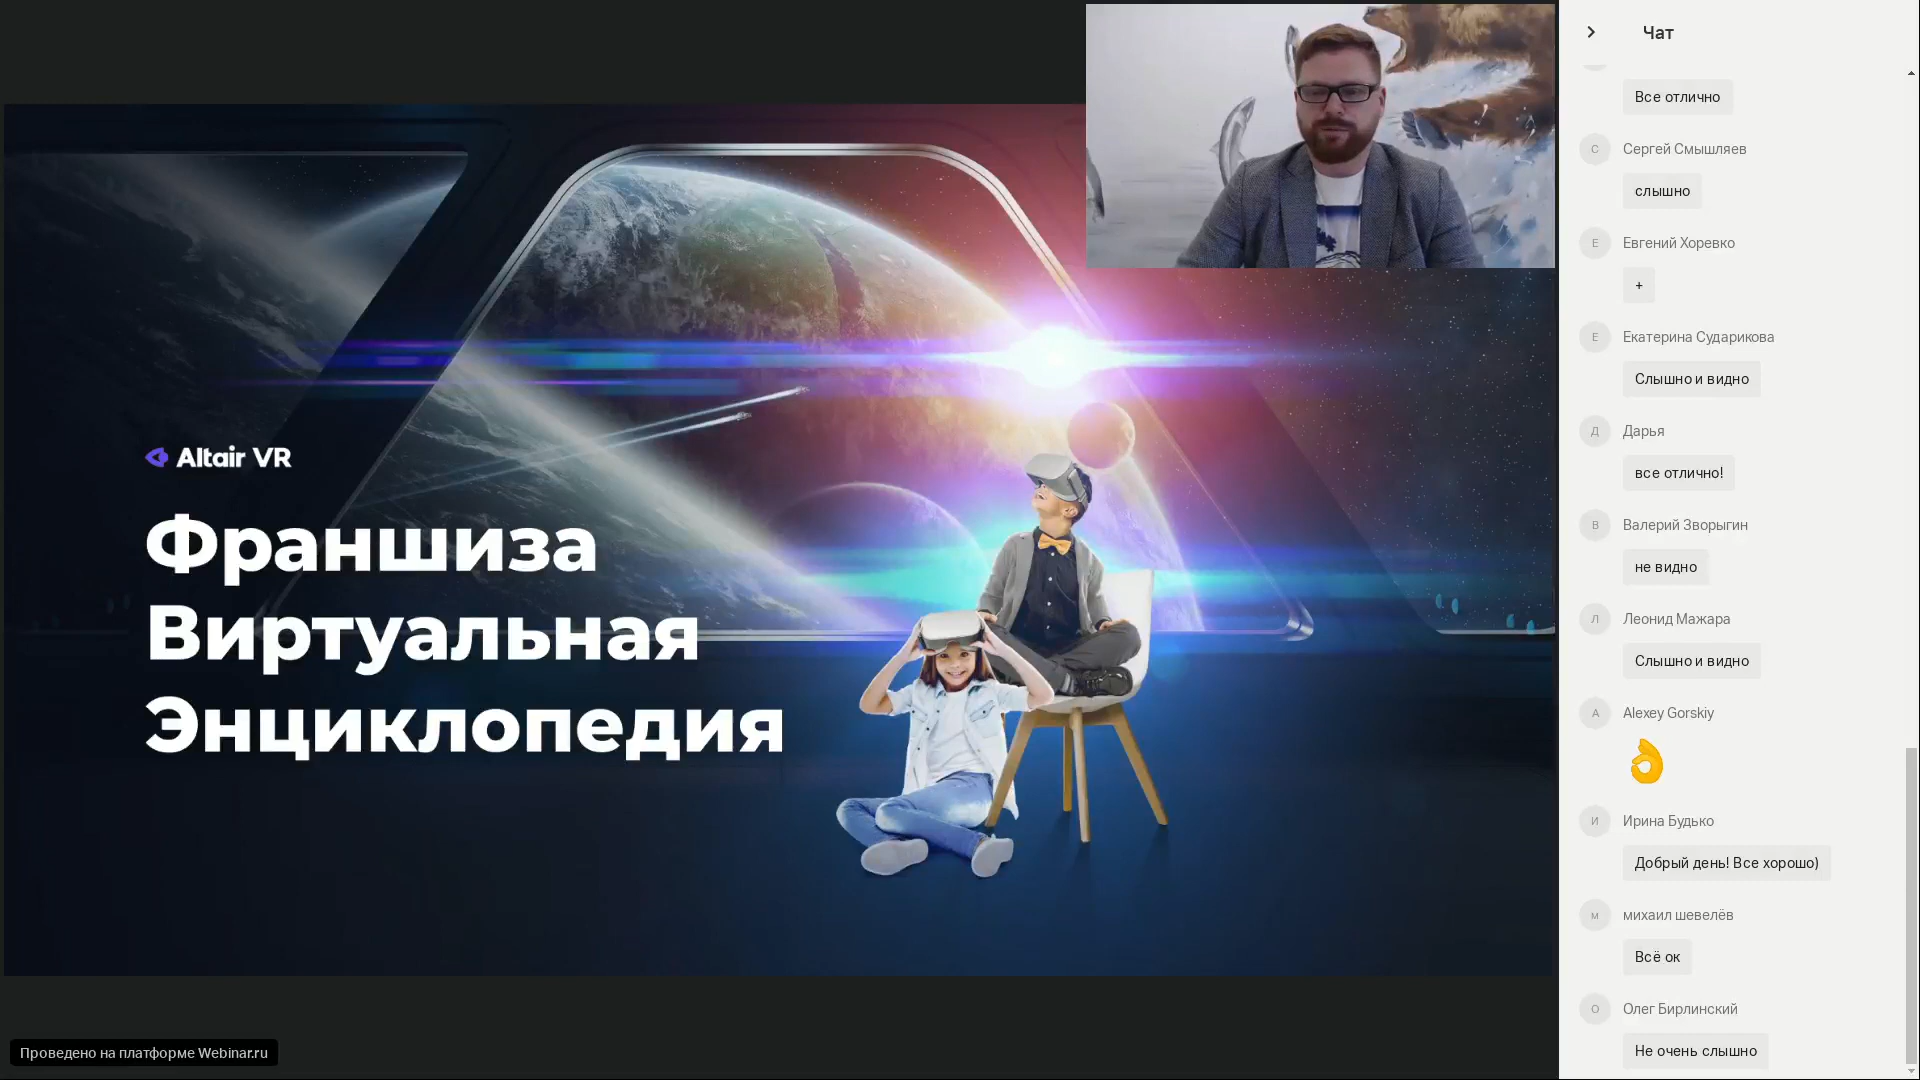 Altair VR
Франшиза
Виртуальная
Энциклопедия
Проведено на платформе Webinar.ru
Чат
Все отлично
С
Сергей Смышляев
слышно
Е
Евгений Хоревко
+
Е
Екатерина Сударикова
Слышно и видно
Д
Дарья
все отлично!
В
Валерий Зворыгин
не видно
Л
Леонид Мажара
Слышно и видно
A
Alexey Gorskiy
И
Ирина Будько
Добрый день! Все хорошо)
м
михаил шевелёв
Всё ок
О
Олег Бирлинский
Не очень слышно